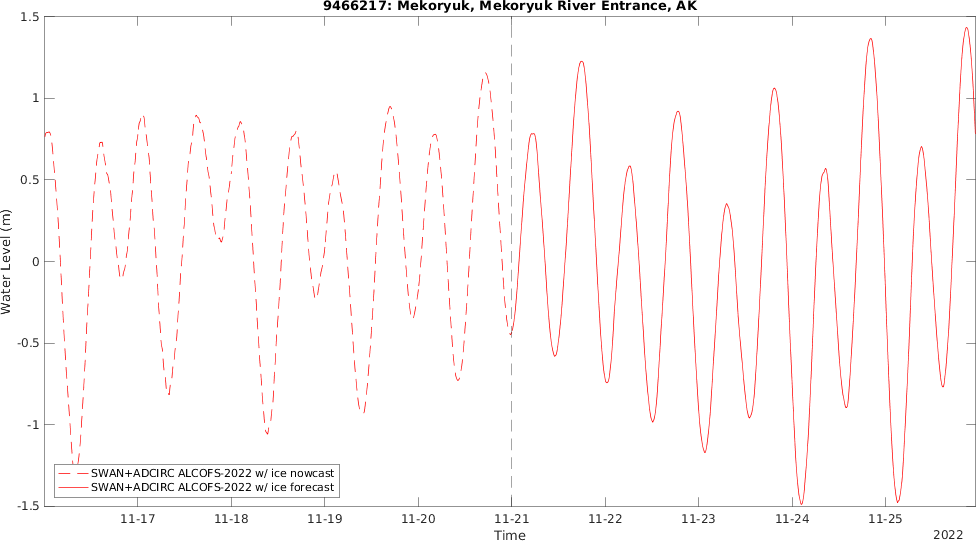 9466217: Mekoryuk, Mekoryuk River Entrance, AK
1.5
1
0.5
0
-0.5
-1
-1.5
Water Level (m)
SWAN+ADCIRC ALCOFS-2022 w/ ice nowcast
SWAN+ADCIRC ALCOFS-2022 w/ ice forecast
11-17 11-18 11-19 11-20 11-21 11-22 11-23 11-24 11-25
Time
2022